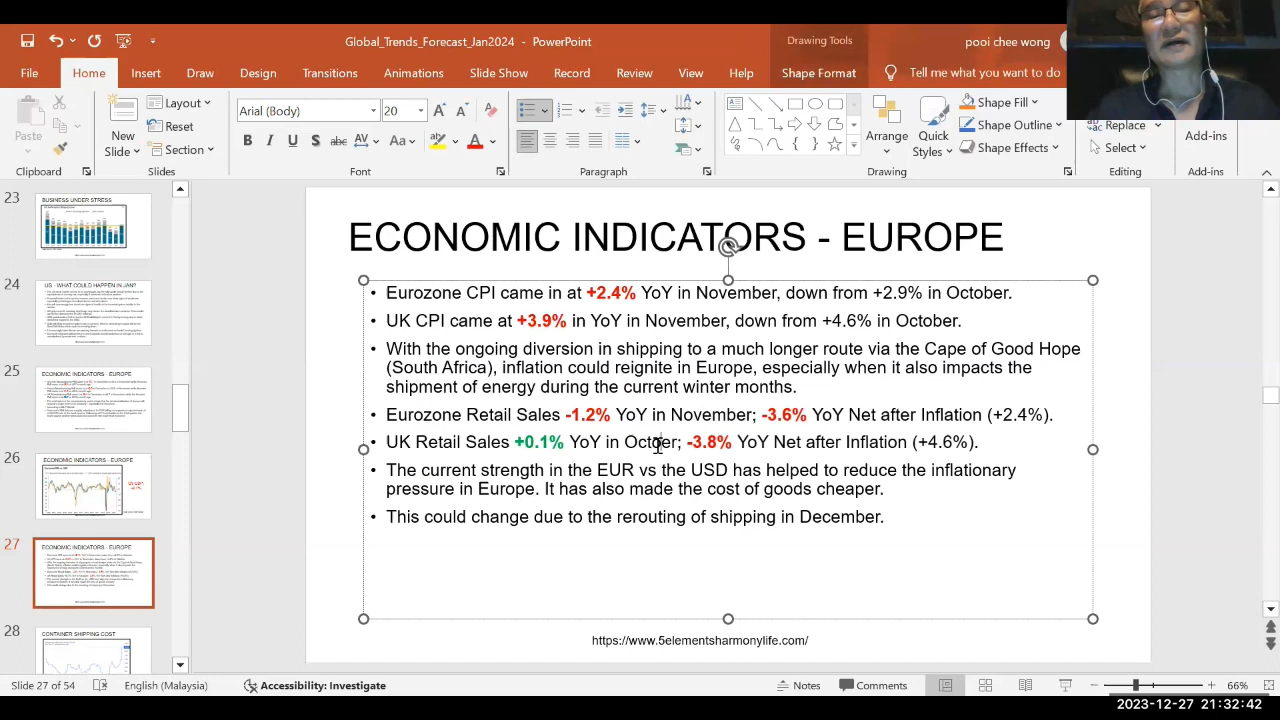 Global_Trends_Forecast_Jan2024 - PowerPoint
Drawing Tools
pooi chee wong
File Home Insert Draw Design Transitions Animations Slide Show Record Review View Help Shape Format Tell me what you want to do
Paste
New
Slide
Layout
Reset
Section
Arial (Body) 20
Arrange
Quick
Styles
Shape Fill
Shape Outline
Shape Effects
Replace
Select
Add-ins
Clipboard Slides Font Paragraph Drawing Editing Add-ins
23
BUSINESS UNDER STRESS
24
US - WHAT COULD HAPPEN IN JAN?
25
ECONOMIC INDICATORS - EUROPE
26
ECONOMIC INDICATORS - EUROPE
27
ECONOMIC INDICATORS - EUROPE
28
CONTAINER SHIPPING COST
ECONOMIC INDICATORS - EUROPE
• Eurozone CPI came in at +2.4% YoY in November, down from +2.9% in October.
• UK CPI came at +3.9% in YoY in November, down from +4.6% in October.
• With the ongoing diversion in shipping to a much longer route via the Cape of Good Hope
(South Africa), inflation could reignite in Europe, especially when it also impacts the
shipment of energy during the current winter months.
• Eurozone Retail Sales -1.2% YoY in November; -3.6% YoY Net after Inflation (+2.4%).
• UK Retail Sales +0.1% YoY in Octoer; -3.8% YoY Net after Inflation (+4.6%).
• The current strength in the EUR vs the USD has helped to reduce the inflationary
pressure in Europe. It has also made the cost of goods cheaper.
• This could change due to the rerouting of shipping in December.
https://www.5elementsharmonylife.com/
Slide 27 of 54 English (Malaysia) Accessibility: Investigate Notes Comments 66%
2023-12-27 21:32:42